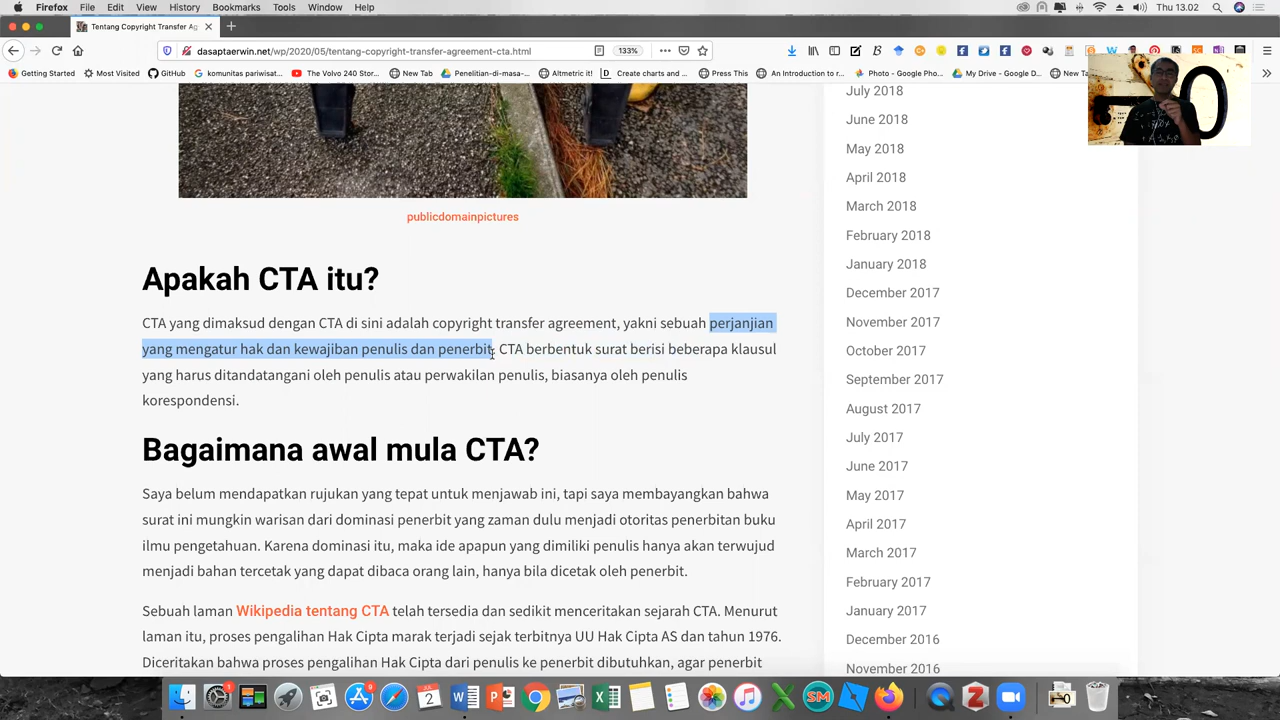 Firefox File Edit View History Bookmarks Tools Window Help
Thu 13.02
Tentang Copyright Transfer Ag
dasaptaerwin.net/wp/2020/05/tentang-copyright-transfer-agreement-cta.html
133%
Getting Started Most Visited GitHub komunitas pariwisat... The Volvo 240 Stor... New Tab Penelitian-di-masa-... Altmetric it! Create charts and ... Press This An Introduction to r... Photo - Google Pho... My Drive - Google D... New Ta
publicdomainpictures
Apakah CTA itu?
CTA yang dimaksud dengan CTA di sini adalah copyright transfer agreement, yakni sebuah perjanjian
yang mengatur hak dan kewajiban penulis dan penerbit. CTA berbentuk surat berisi beberapa klausul
yang harus ditandatangani oleh penulis atau perwakilan penulis, biasanya oleh penulis
korespondensi.
Bagaimana awal mula CTA?
Saya belum mendapatkan rujukan yang tepat untuk menjawab ini, tapi saya membayangkan bahwa
surat ini mungkin warisan dari dominasi penerbit yang zaman dulu menjadi otoritas penerbitan buku
ilmu pengetahuan. Karena dominasi itu, maka ide apapun yang dimiliki penulis hanya akan terwujud
menjadi bahan tercetak yang dapat dibaca orang lain, hanya bila dicetak oleh penerbit.
Sebuah laman Wikipedia tentang CTA telah tersedia dan sedikit menceritakan sejarah CTA. Menurut
laman itu, proses pengalihan Hak Cipta marak terjadi sejak terbitnya UU Hak Cipta AS dan tahun 1976.
Diceritakan bahwa proses pengalihan Hak Cipta dari penulis ke penerbit dibutuhkan, agar penerbit
July 2018
June 2018
May 2018
April 2018
March 2018
February 2018
January 2018
December 2017
November 2017
October 2017
September 2017
August 2017
July 2017
June 2017
May 2017
April 2017
March 2017
February 2017
January 2017
December 2016
November 2016